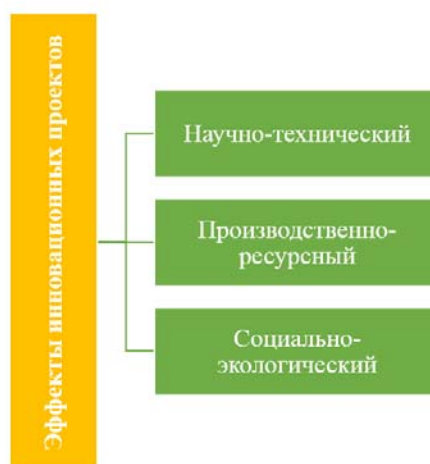 Эффекты инновационных проектов
Научно-технический
Производственно-
ресурсный
Социально-
экологический